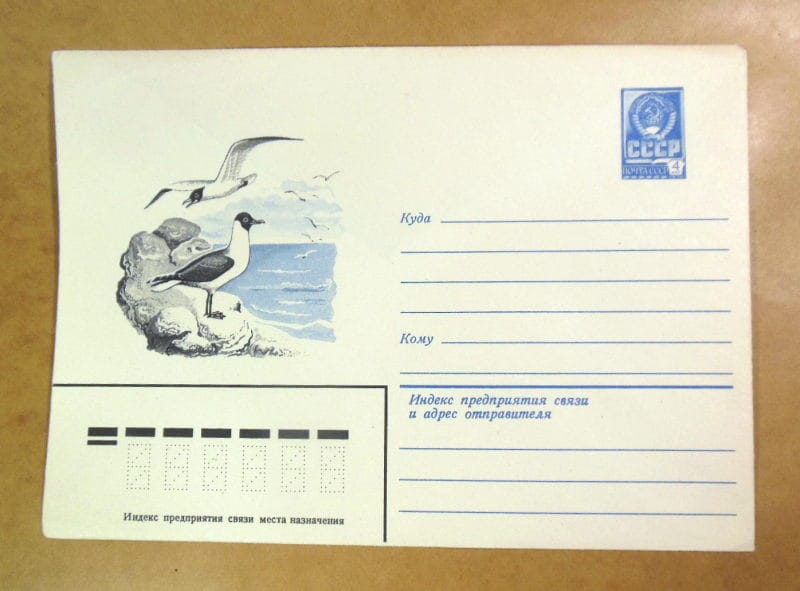 СССР
ПОЧТА СССР 4
Куда
Кому
Индекс предприятия связи
и адрес отправителя
Индекс предприятия связи места назначения